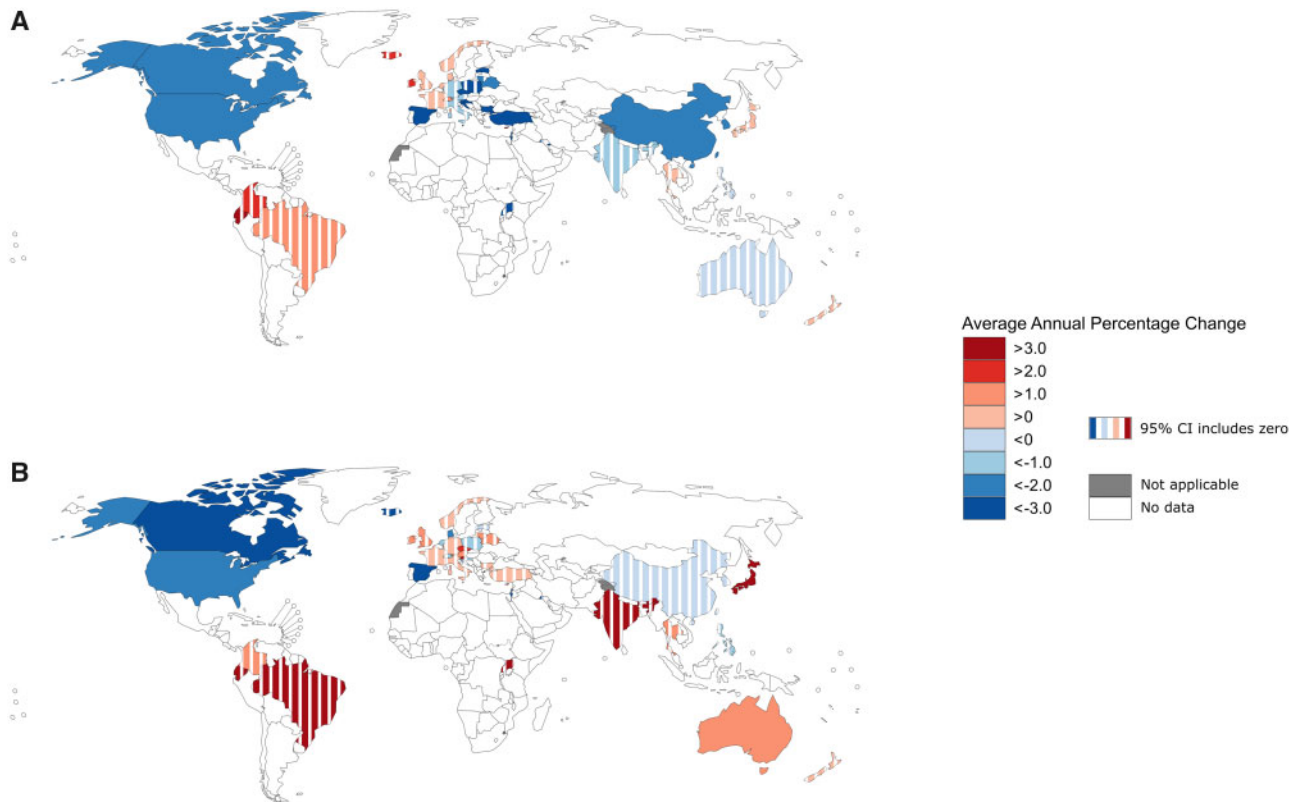 A
Average Annual Percentage Change
>3.0
>2.0
>1.0
>0
<0
<-1.0
<-2.0
<-3.0
95% CI includes zero
Not applicable
No data
B